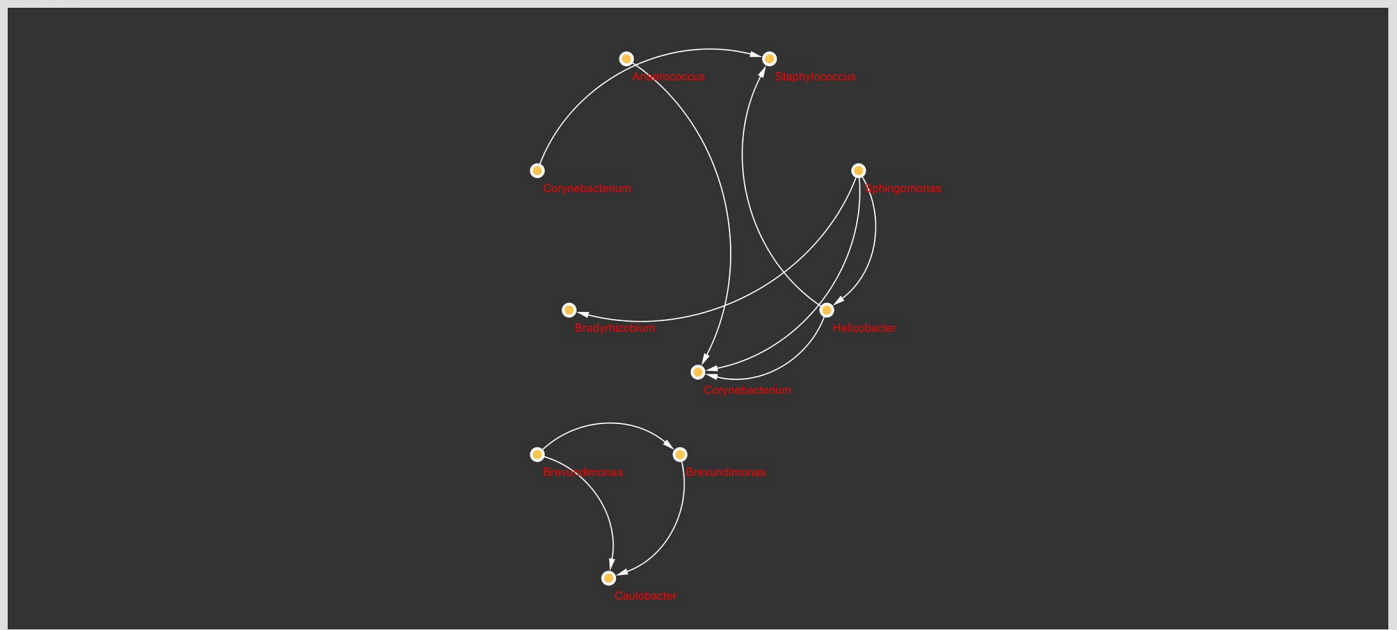 Anaerococcus
Staphylococcus
Corynebacterium
Sphingomonas
Bradyrhizobium
Helicobacter
Corynebacterium
Brevundimonas
Brevundimonas
Caulobacter